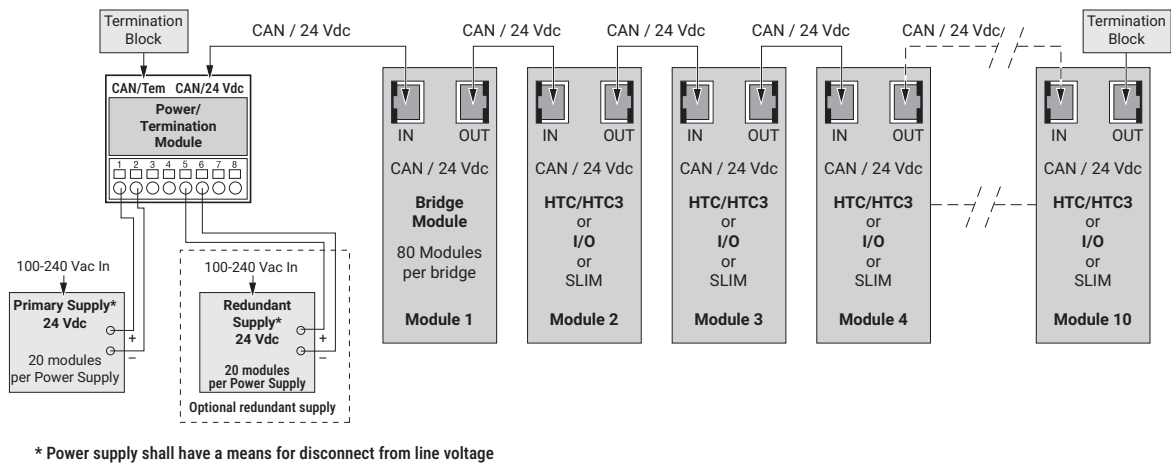 Termination
Block
CAN / 24 Vdc
CAN / 24 Vdc
CAN / 24 Vdc
CAN / 24 Vdc
CAN / 24 Vdc
Termination
Block
CAN/Tem CAN/24 Vdc
Power/
Termination
Module
1 2 3 4 5 6 7 8
IN OUT
CAN / 24 Vdc
Bridge
Module
80 Modules
per bridge
Module 1
IN OUT
CAN / 24 Vdc
HTC/HTC3
or
I/O
or
SLIM
Module 2
IN OUT
CAN / 24 Vdc
HTC/HTC3
or
I/O
or
SLIM
Module 3
IN OUT
CAN / 24 Vdc
HTC/HTC3
or
I/O
or
SLIM
Module 4
IN OUT
CAN / 24 Vdc
HTC/HTC3
or
I/O
or
SLIM
Module 10
100-240 Vac In
Primary Supply*
24 Vdc
+
–
20 modules
per Power Supply
100-240 Vac In
Redundant
Supply*
24 Vdc
+
–
20 modules
per Power Supply
Optional redundant supply
* Power supply shall have a means for disconnect from line voltage